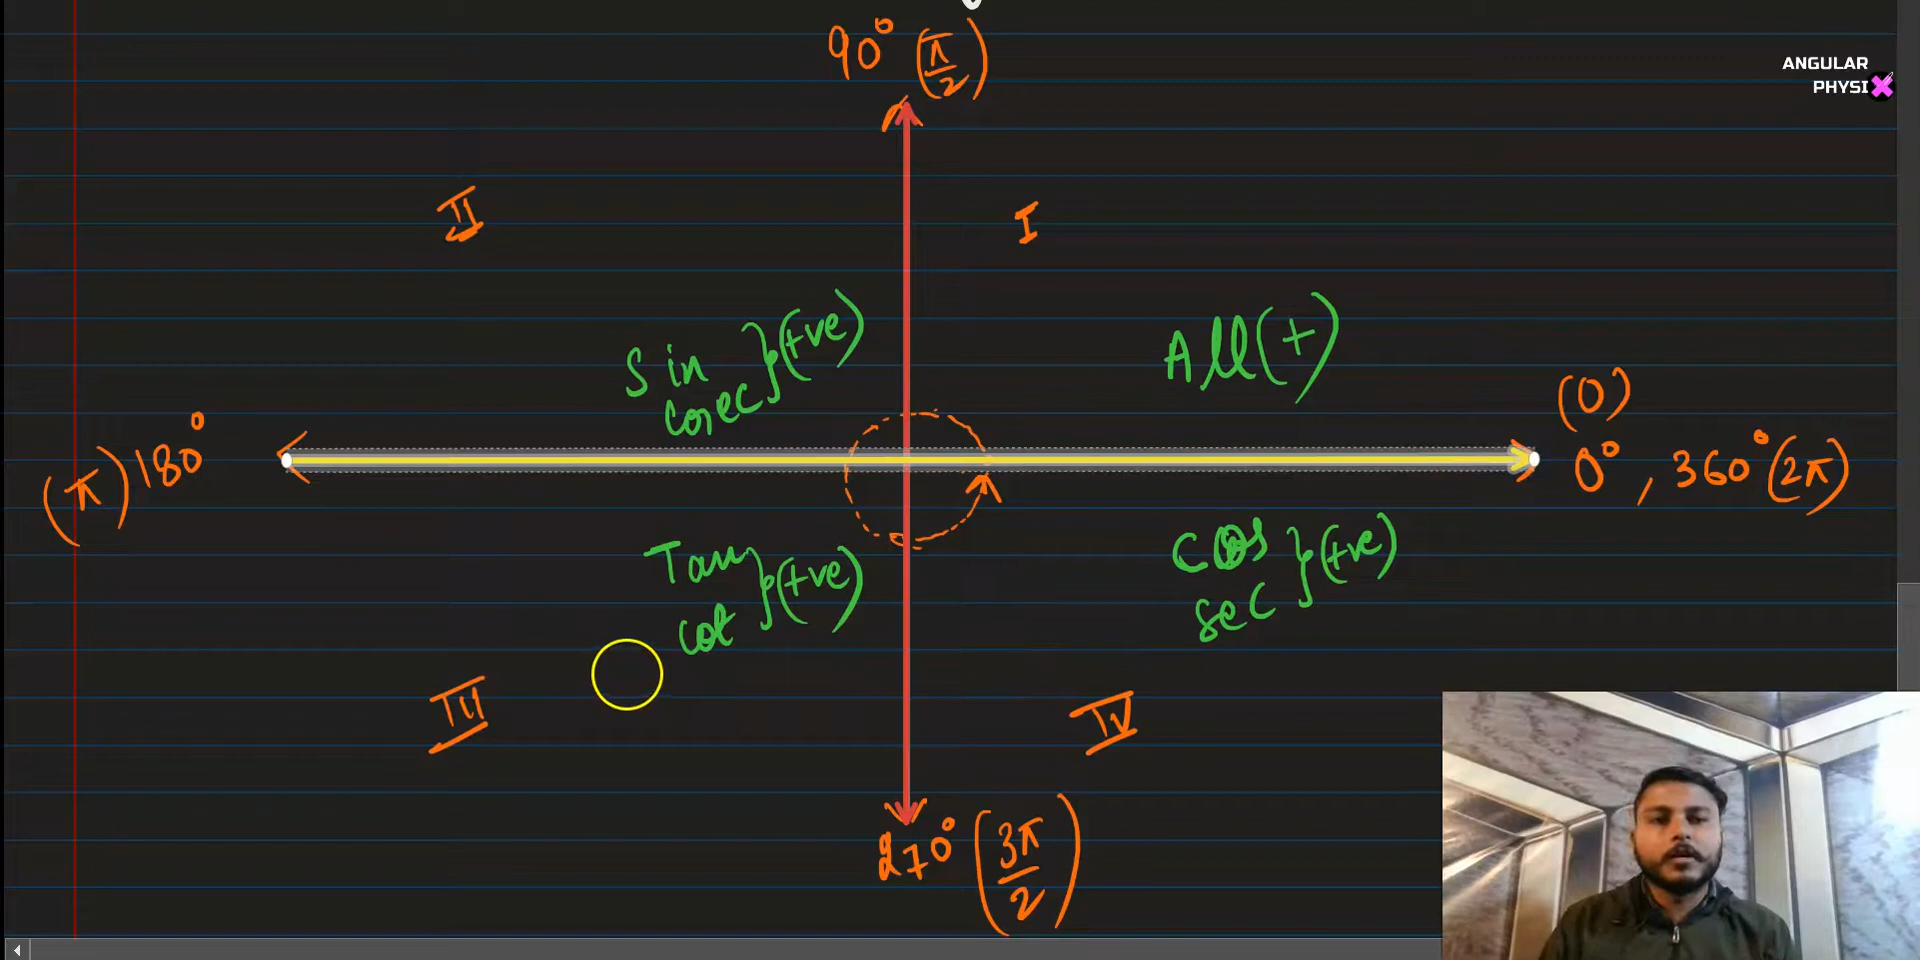 90° (π/2)
ANGULAR
PHYSI
II
I
Sin
Cosec } (+ve)
All (+)
(0)
(π) 180°
0°, 360° (2π)
Tan
cot } (+ve)
Cos
sec } (+ve)
III
IV
270° (3π/2)